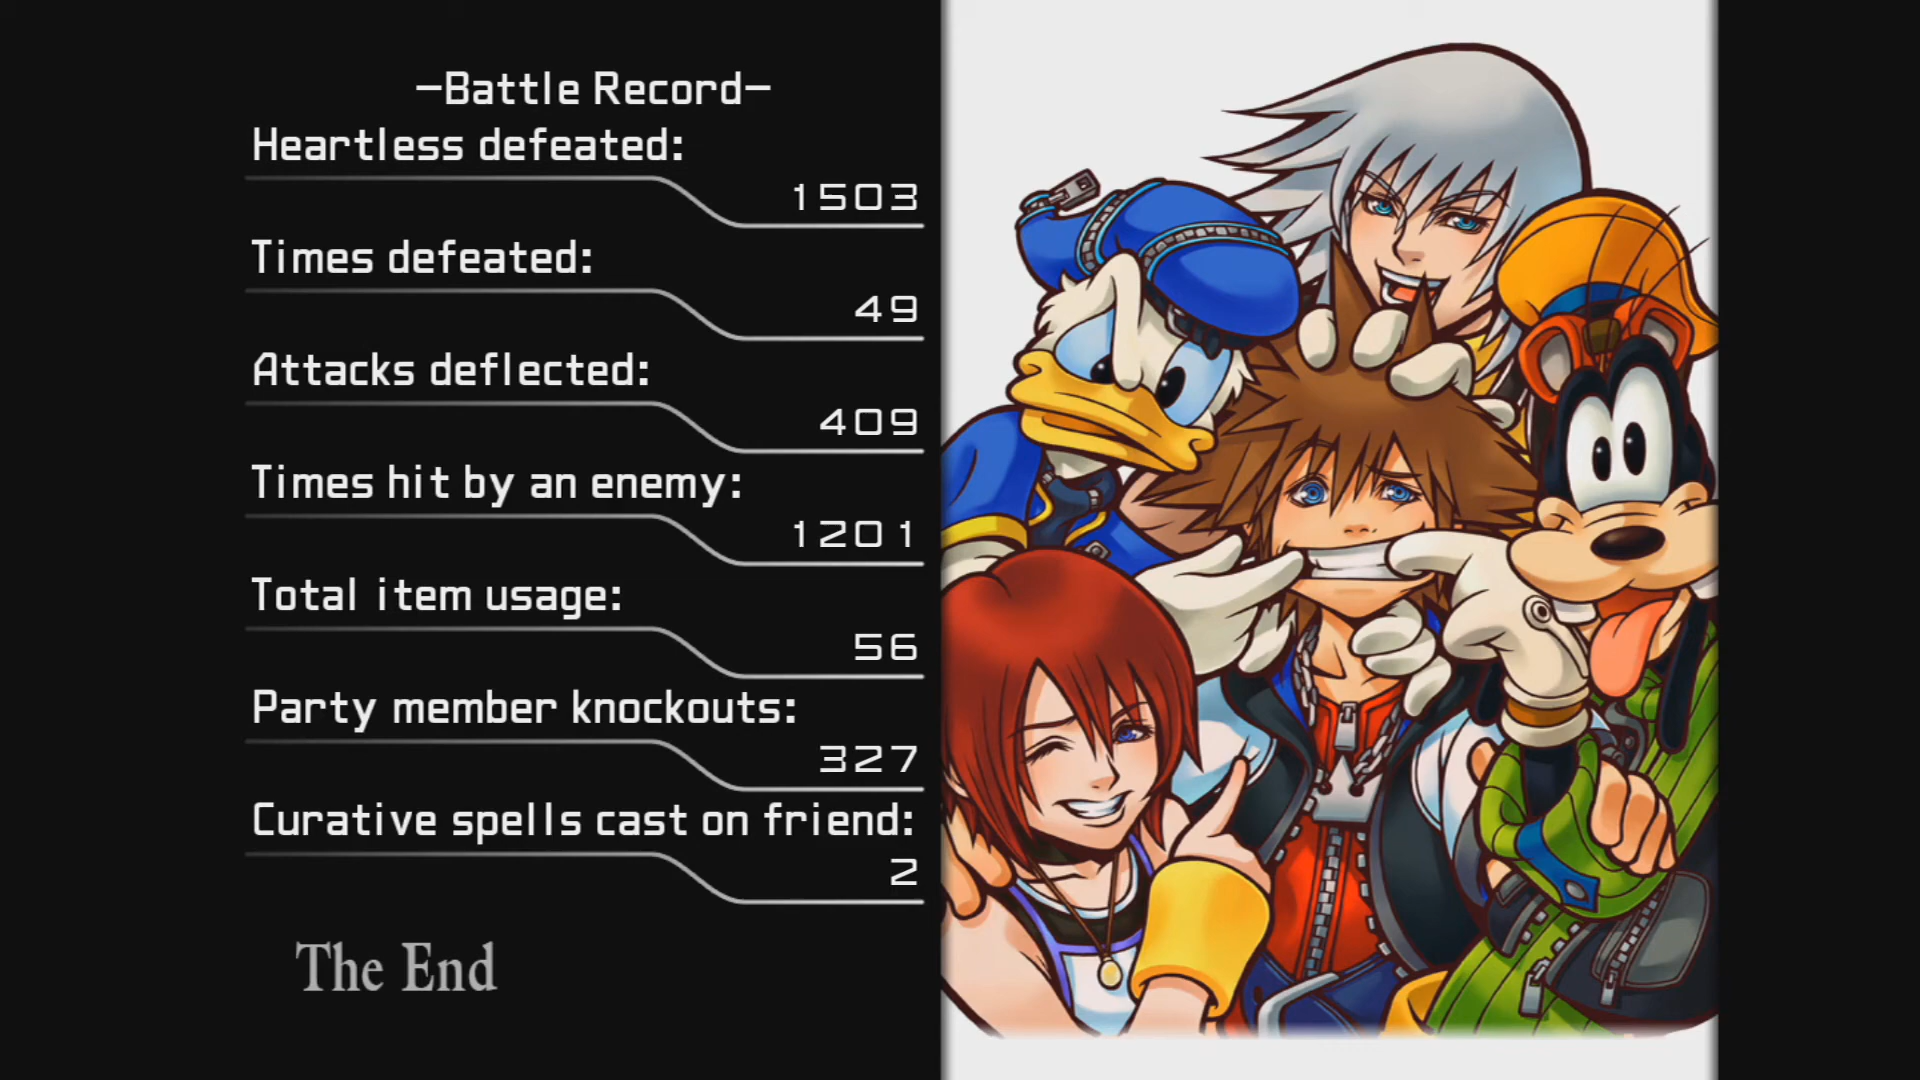 —Battle Record—
Heartless defeated:
1503
Times defeated:
49
Attacks deflected:
409
Times hit by an enemy:
1201
Total item usage:
56
Party member knockouts:
327
Curative spells cast on friend:
2
The End